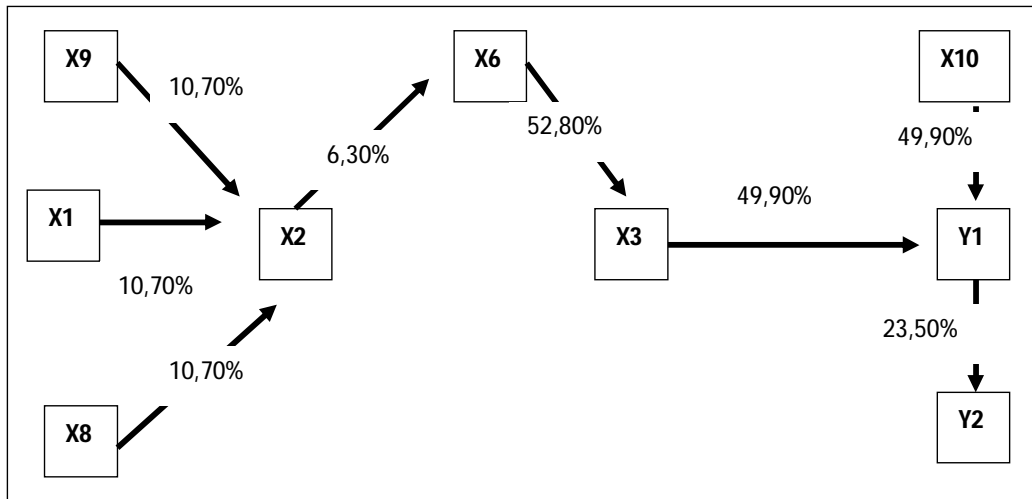 X9
X6
X10
10,70%
52,80%
49,90%
6,30%
X1
49,90%
X2
X3
Y1
10,70%
23,50%
10,70%
X8
Y2